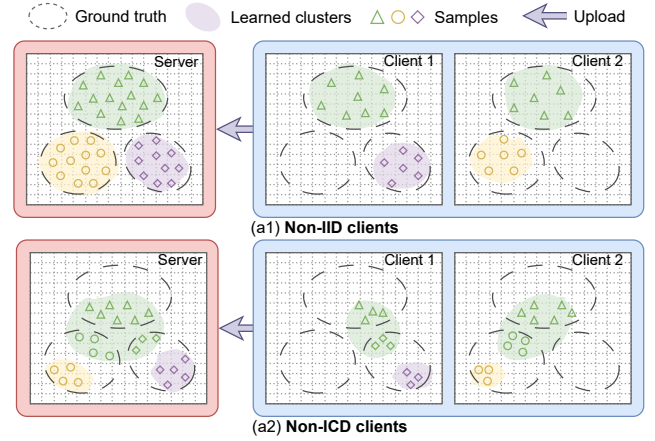 Ground truth Learned clusters Samples Upload
Server Client 1 Client 2
(a1) Non-IID clients
Server Client 1 Client 2
(a2) Non-ICD clients